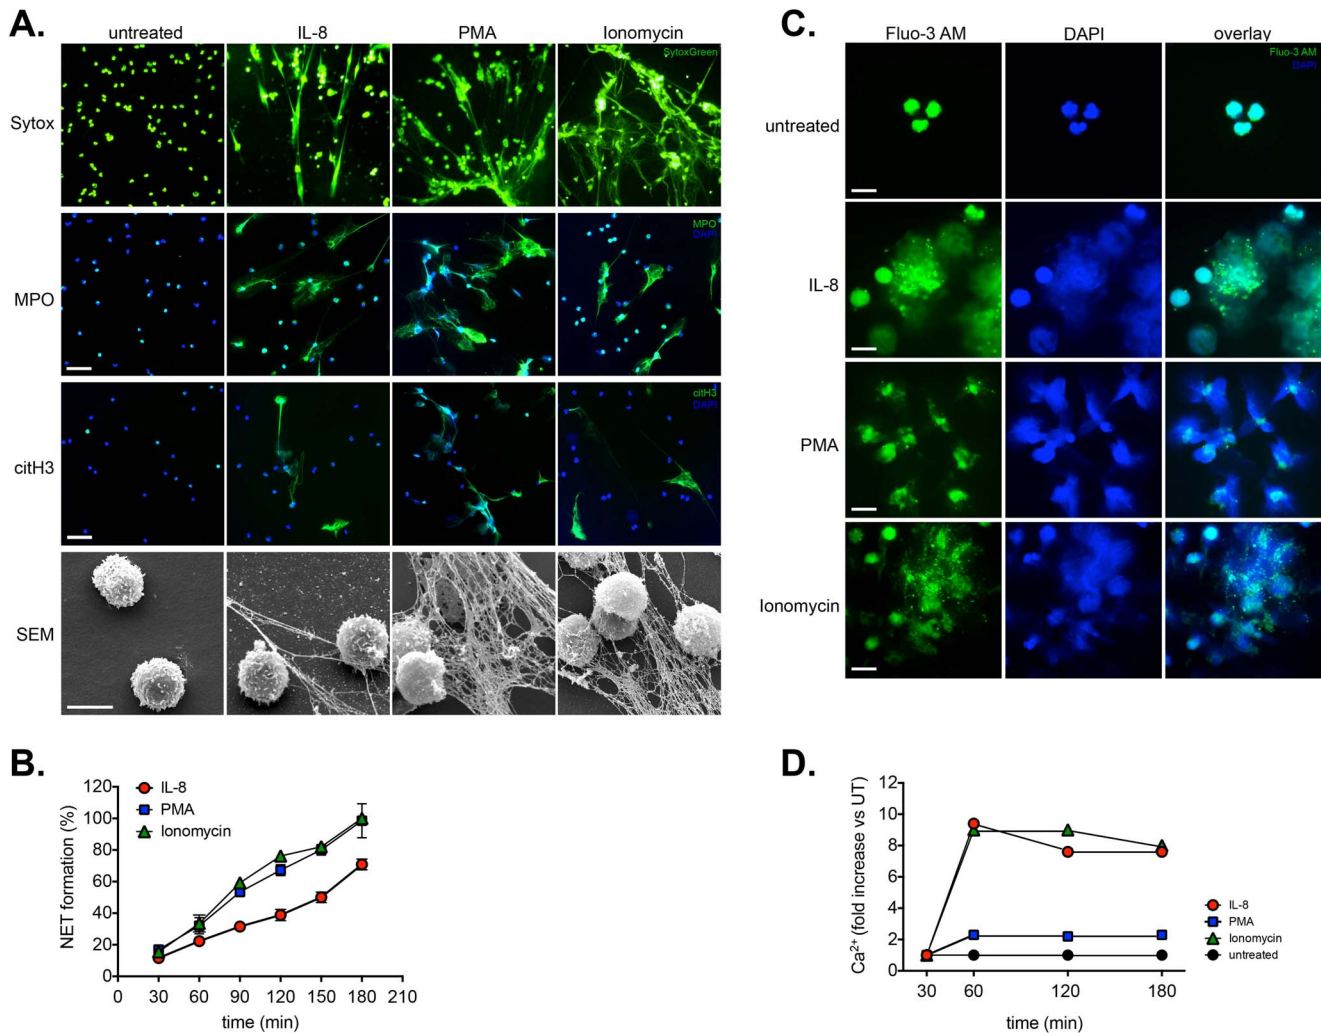 A.
untreated IL-8 PMA Ionomycin
SytoxGreen
Sytox
MPO
DAPI
MPO
citH3
DAPI
citH3
SEM
B.
IL-8
PMA
Ionomycin
NET formation (%)
120
100
80
60
40
20
0
0 30 60 90 120 150 180 210
time (min)
C.
Fluo-3 AM DAPI overlay
Fluo-3 AM
DAPI
untreated
IL-8
PMA
Ionomycin
D.
Ca²⁺ (fold increase vs UT)
12
10
8
6
4
2
0
30 60 120 180
time (min)
IL-8
PMA
Ionomycin
untreated